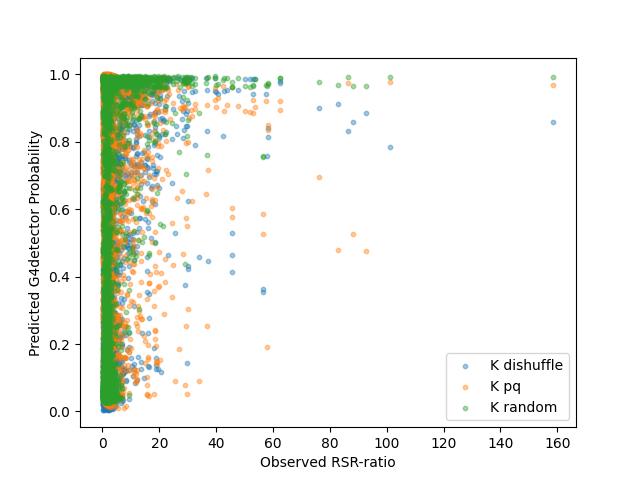 1.0
0.8
0.6
0.4
0.2
0.0
Predicted G4detector Probability
0 20 40 60 80 100 120 140 160
Observed RSR-ratio
K dishuffle
K pq
K random